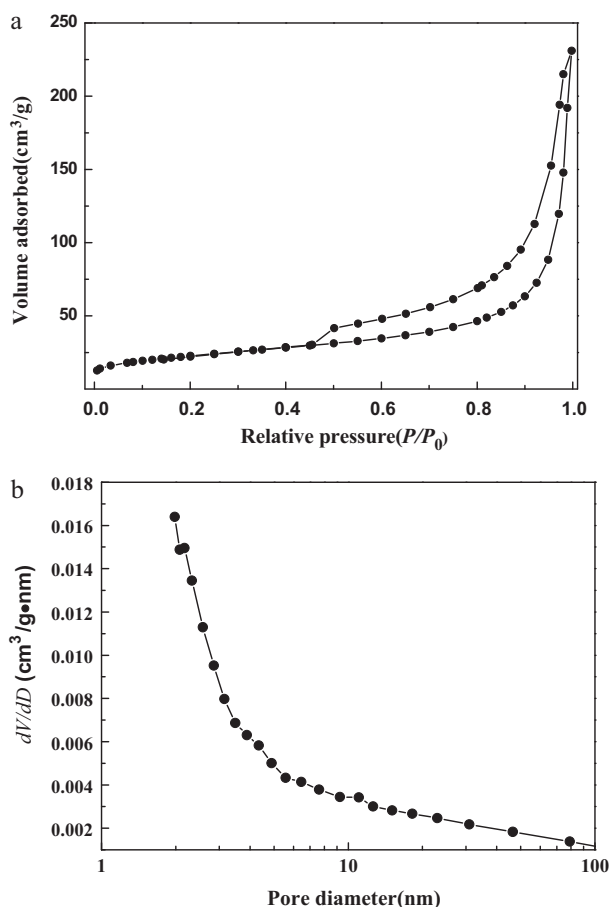 a
250
200
150
100
50
Volume adsorbed(cm³/g)
0.0 0.2 0.4 0.6 0.8 1.0
Relative pressure(P/P₀)
b
0.018
0.016
0.014
0.012
0.010
0.008
0.006
0.004
0.002
dV/dD (cm³/g•nm)
1 10 100
Pore diameter(nm)